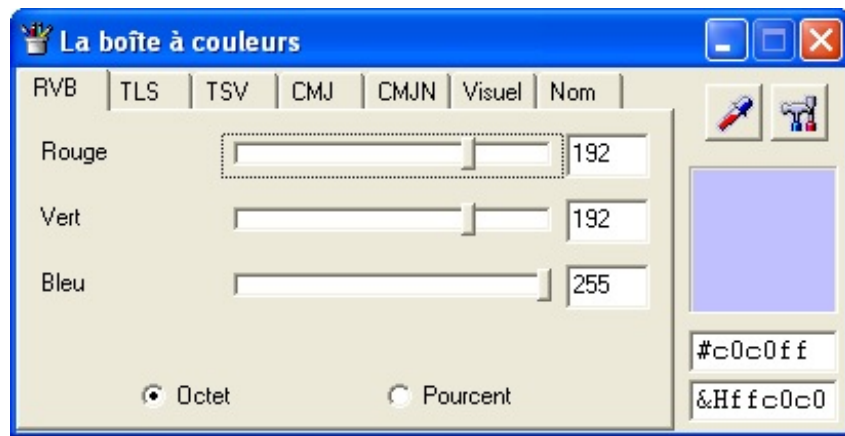 La boîte à couleurs
RVB TLS TSV CMJ CMJN Visuel Nom
Rouge 192
Vert 192
Bleu 255
#c0c0ff
Octet Pourcent
&Hffc0c0